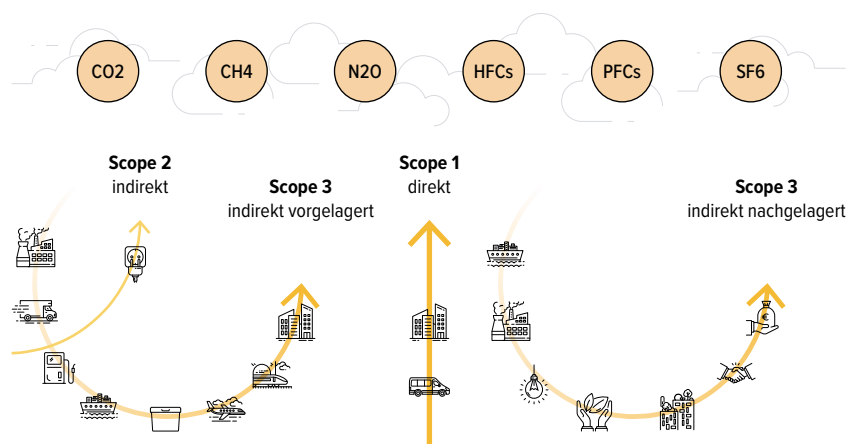 CO2
CH4
N2O
HFCs
PFCs
SF6
Scope 2
indirekt
Scope 3
indirekt vorgelagert
Scope 1
direkt
Scope 3
indirekt nachgelagert
€